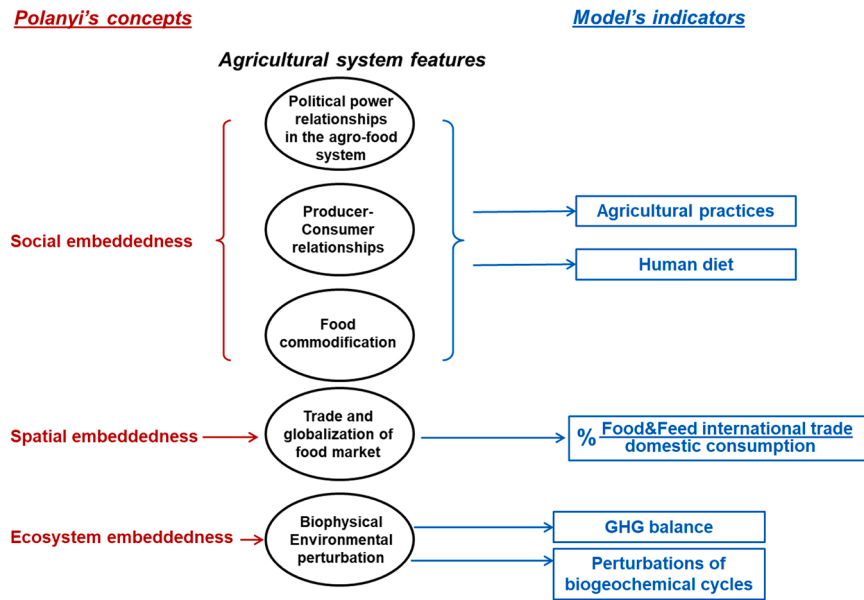 Polanyi's concepts
Model's indicators
Agricultural system features
Political power
relationships
in the agro-food
system
Producer-
Consumer
relationships
Food
commodification
Social embeddedness
Agricultural practices
Human diet
Spatial embeddedness
Trade and
globalization of
food market
% Food&Feed international trade
domestic consumption
Ecosystem embeddedness
Biophysical
Environmental
perturbation
GHG balance
Perturbations of
biogeochemical cycles